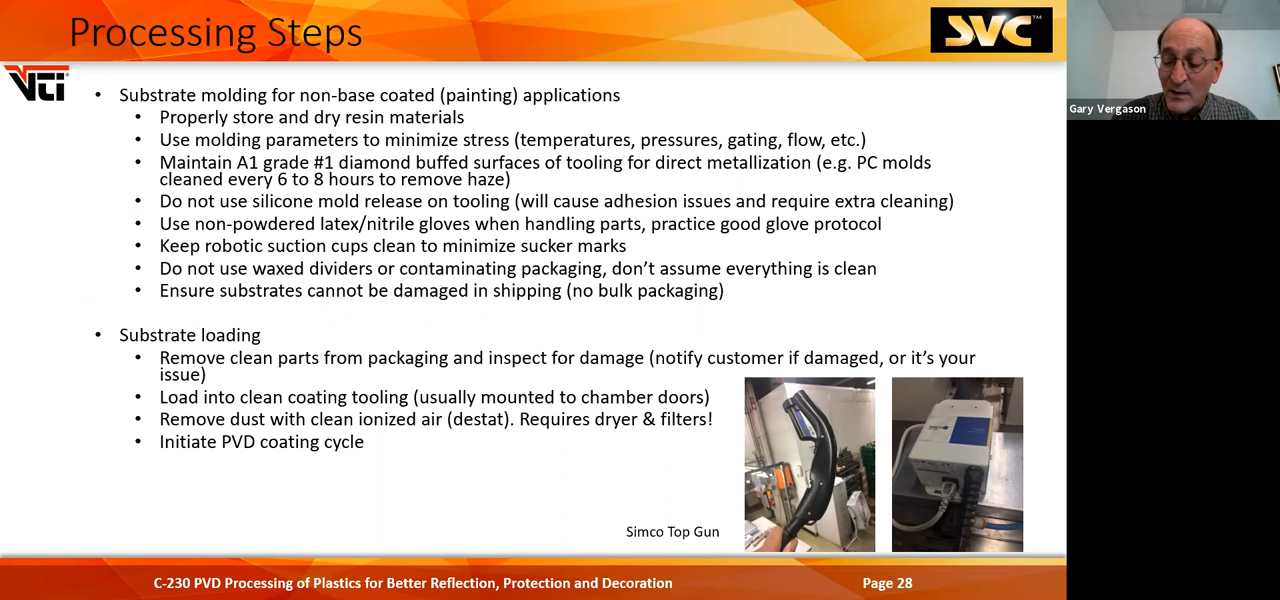 Processing Steps
SVC™
Gary Vergason
VTi
• Substrate molding for non-base coated (painting) applications
• Properly store and dry resin materials
• Use molding parameters to minimize stress (temperatures, pressures, gating, flow, etc.)
• Maintain A1 grade #1 diamond buffed surfaces of tooling for direct metallization (e.g. PC molds
cleaned every 6 to 8 hours to remove haze)
• Do not use silicone mold release on tooling (will cause adhesion issues and require extra cleaning)
• Use non-powdered latex/nitrile gloves when handling parts, practice good glove protocol
• Keep robotic suction cups clean to minimize sucker marks
• Do not use waxed dividers or contaminating packaging, don’t assume everything is clean
• Ensure substrates cannot be damaged in shipping (no bulk packaging)
• Substrate loading
• Remove clean parts from packaging and inspect for damage (notify customer if damaged, or it’s your
issue)
• Load into clean coating tooling (usually mounted to chamber doors)
• Remove dust with clean ionized air (destat). Requires dryer & filters!
• Initiate PVD coating cycle
Simco Top Gun
C-230 PVD Processing of Plastics for Better Reflection, Protection and Decoration
Page 28